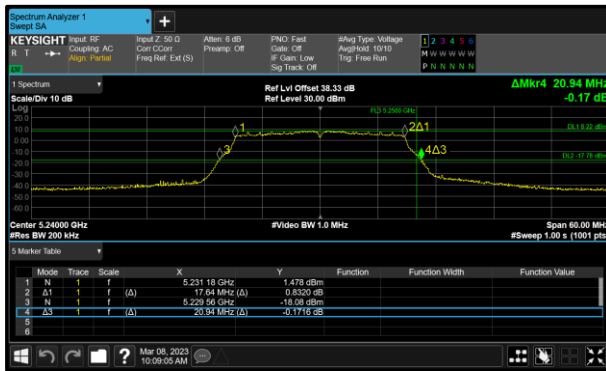 Spectrum Analyzer 1
Swept SA
KEYSIGHT
R T
Input: RF
Coupling: AC
Align: Partial
Input Z: 50 Ω
Corr CCorr
Freq Ref: Ext (S)
Atten: 6 dB
Preamp: Off
PNO: Fast
Gate: Off
IF Gain: Low
Sig Track: Off
#Avg Type: Voltage
Avg|Hold: 10/10
Trig: Free Run
1 2 3 4 5 6
M W W W W W
P N N N N N
1 Spectrum
Scale/Div 10 dB
Ref Lvl Offset 38.33 dB
Ref Level 30.00 dBm
ΔMkr4 20.94 MHz
-0.17 dB
Log
20.0
10.0
0.00
-10.0
-20.0
-30.0
-40.0
-50.0
-60.0
1
2Δ1
3
4Δ3
DL1 8.22 dBm
DL2 -17.78 dBm
Center 5.24000 GHz
#Res BW 200 kHz
#Video BW 1.0 MHz
Span 60.00 MHz
#Sweep 1.00 s (1001 pts)
5 Marker Table
Mode Trace Scale X Y Function Function Width Function Value
1 N 1 f 5.231 18 GHz 1.478 dBm
2 Δ1 1 f (Δ) 17.64 MHz (Δ) 0.8320 dB
3 N 1 f 5.229 56 GHz -18.08 dBm
4 Δ3 1 f (Δ) 20.94 MHz (Δ) -0.1716 dB
5
6
?
Mar 08, 2023
10:09:05 AM